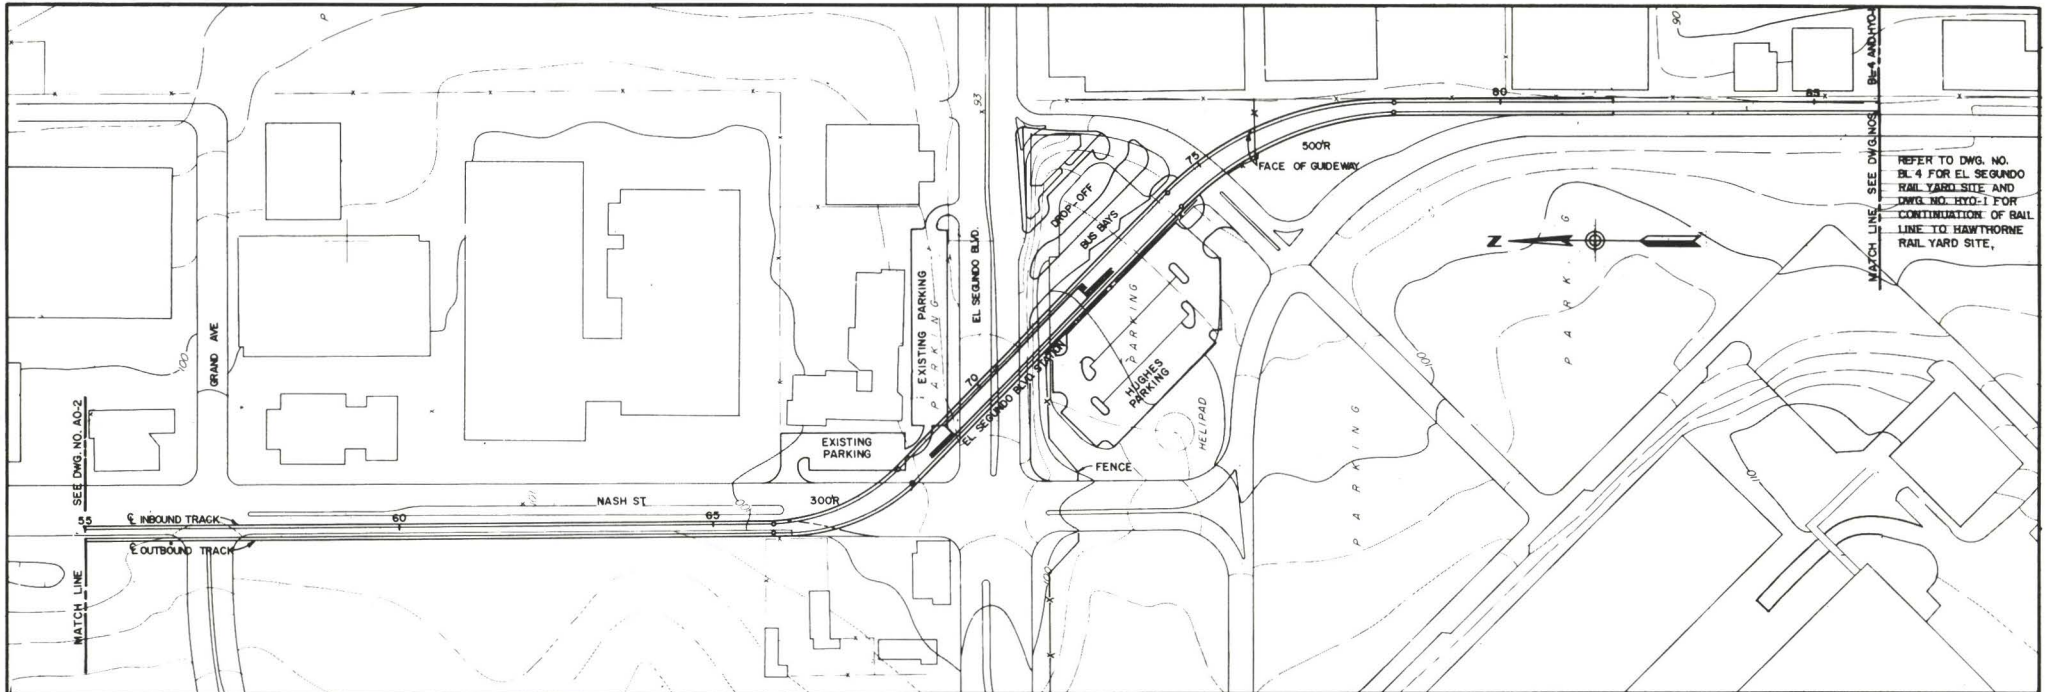 MATCH LINE
SEE DWG. NO. AO-2
55
₵ INBOUND TRACK
₵ OUTBOUND TRACK
60
65
NASH ST.
300'R
GRAND AVE
100
EXISTING
PARKING
EXISTING PARKING
PARKING
EL SEGUNDO BLVD.
93
70
EL SEGUNDO BLVD STATION
DROP-OFF
BUS BAYS
PARKING
HUGHES
PARKING
HELIPAD
FENCE
75
FACE OF GUIDEWAY
500'R
80
85
90
Z
PARKING
100
PARKING
101
100
MATCH LINE SEE DWG. NOS. BL-4 AND HYO-1
REFER TO DWG. NO.
BL 4 FOR EL SEGUNDO
RAIL YARD SITE AND
DWG. NO. HYO-1 FOR
CONTINUATION OF RAIL
LINE TO HAWTHORNE
RAIL YARD SITE,